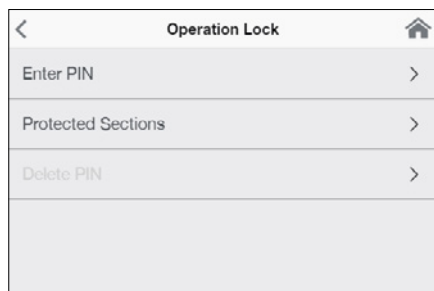 Operation Lock
Enter PIN
Protected Sections
Delete PIN